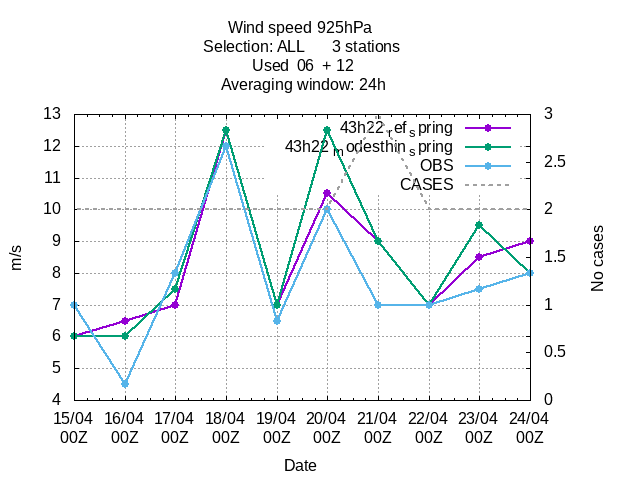 Wind speed 925hPa
Selection: ALL 3 stations
Used 06 + 12
Averaging window: 24h
13 3
43h22_ref_spring
43h22_modesthin_spring
OBS
CASES
12
11 2.5
10 2
9 1.5
8
7 1
6
5 0.5
4 0
m/s
No cases
15/04 16/04 17/04 18/04 19/04 20/04 21/04 22/04 23/04 24/04
00Z 00Z 00Z 00Z 00Z 00Z 00Z 00Z 00Z 00Z
Date